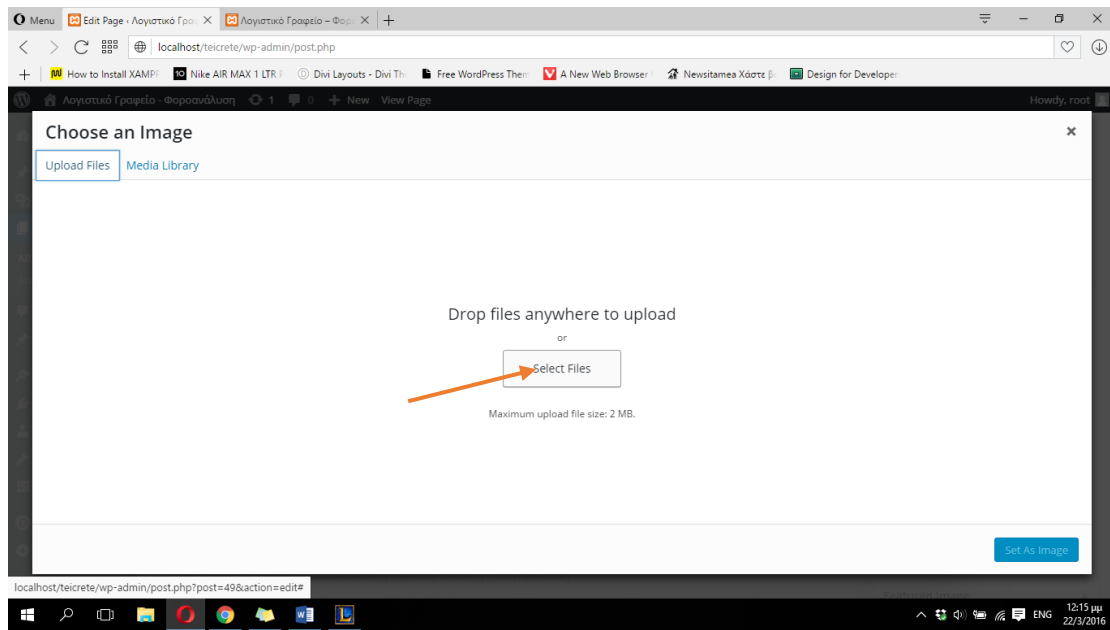 Menu Edit Page ‹ Λογιστικό Γρα Λογιστικό Γραφείο – Φορο
localhost/teicrete/wp-admin/post.php
How to Install XAMPP Nike AIR MAX 1 LTR Divi Layouts - Divi Th Free WordPress Them A New Web Browser Newsitamea Χάστε β Design for Developer
Λογιστικό Γραφείο - Φοροανάλυση 1 0 + New View Page Howdy, root
Choose an Image
Upload Files Media Library
Drop files anywhere to upload
or
Select Files
Maximum upload file size: 2 MB.
Set As Image
localhost/teicrete/wp-admin/post.php?post=49&action=edit#
Featured Image
ENG 12:15 μμ
22/3/2016